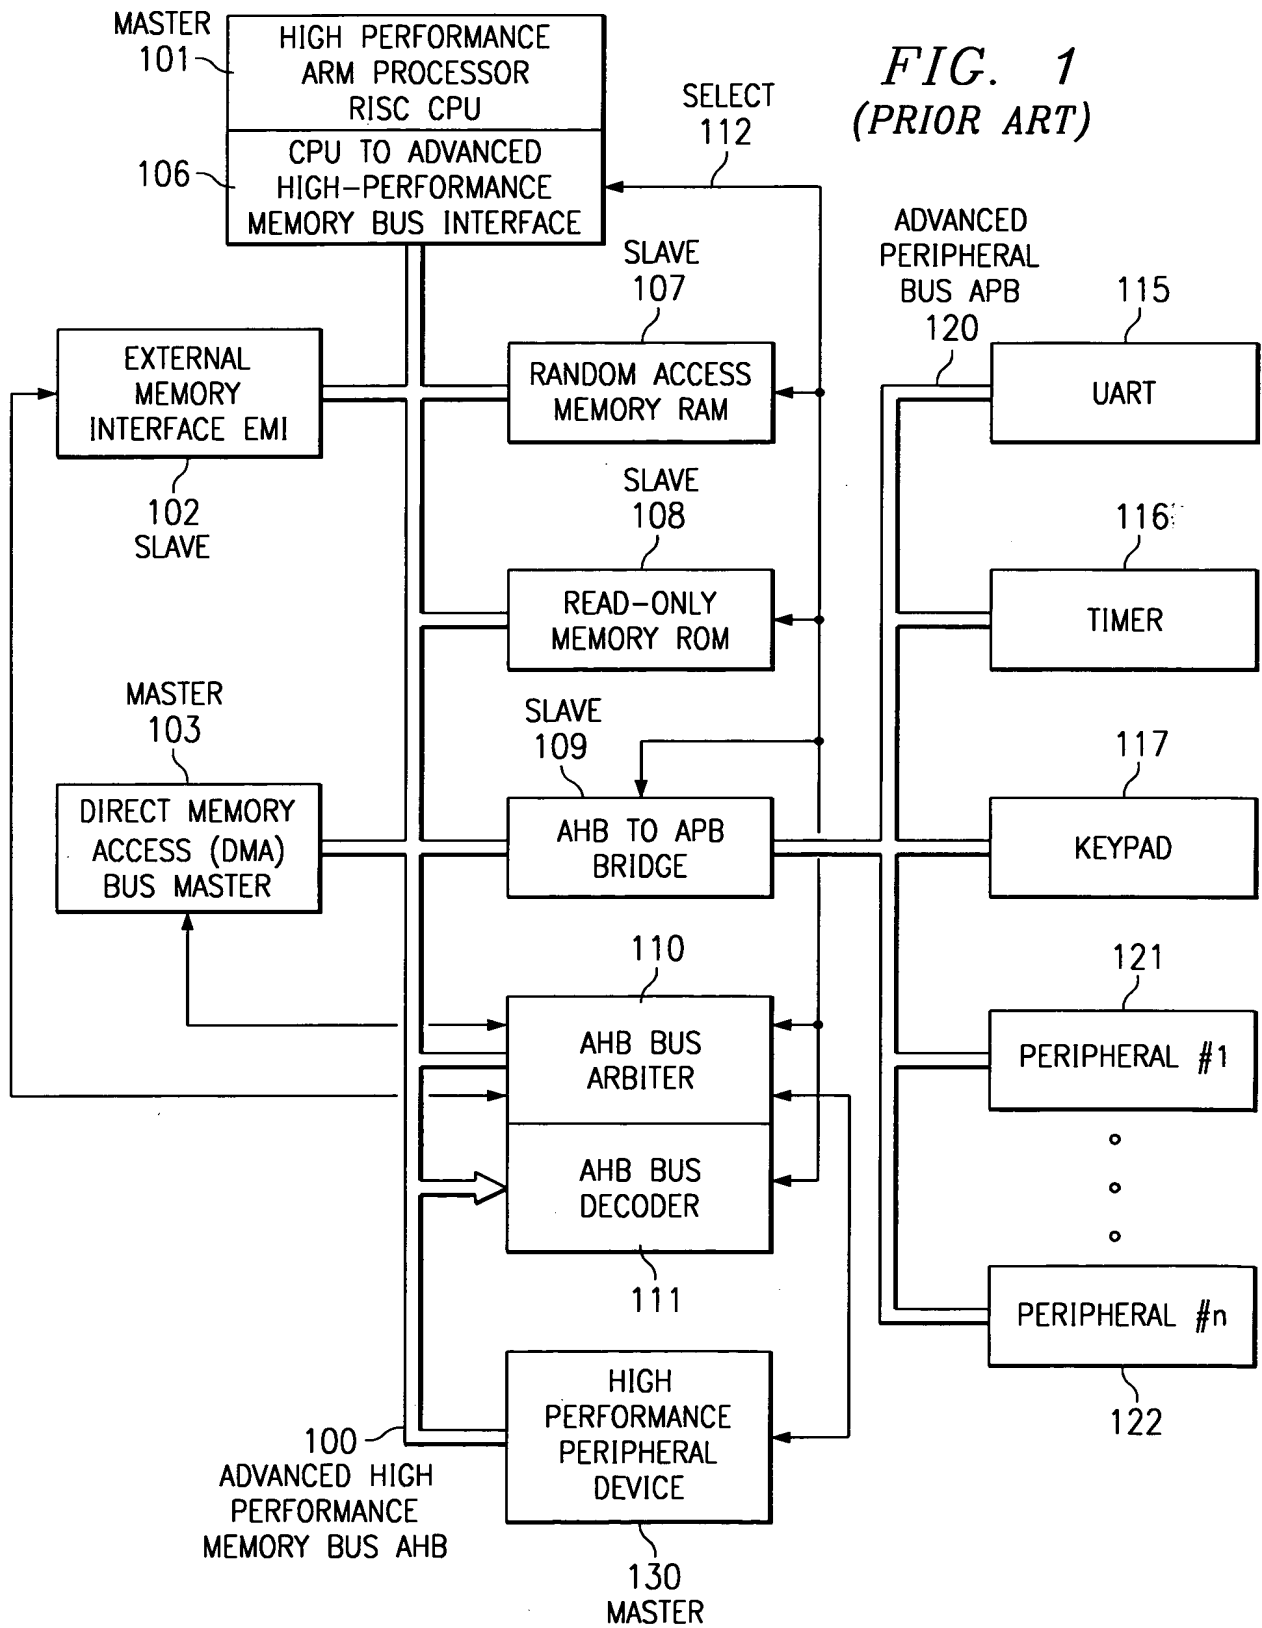 MASTER
101
HIGH PERFORMANCE
ARM PROCESSOR
RISC CPU
106
CPU TO ADVANCED
HIGH-PERFORMANCE
MEMORY BUS INTERFACE
FIG. 1
(PRIOR ART)
SELECT
112
SLAVE
107
RANDOM ACCESS
MEMORY RAM
EXTERNAL
MEMORY
INTERFACE EMI
102
SLAVE
SLAVE
108
READ-ONLY
MEMORY ROM
MASTER
103
DIRECT MEMORY
ACCESS (DMA)
BUS MASTER
SLAVE
109
AHB TO APB
BRIDGE
110
AHB BUS
ARBITER
AHB BUS
DECODER
111
HIGH
PERFORMANCE
PERIPHERAL
DEVICE
130
MASTER
100
ADVANCED HIGH
PERFORMANCE
MEMORY BUS AHB
ADVANCED
PERIPHERAL
BUS APB
120
115
UART
116
TIMER
117
KEYPAD
121
PERIPHERAL #1
PERIPHERAL #n
122